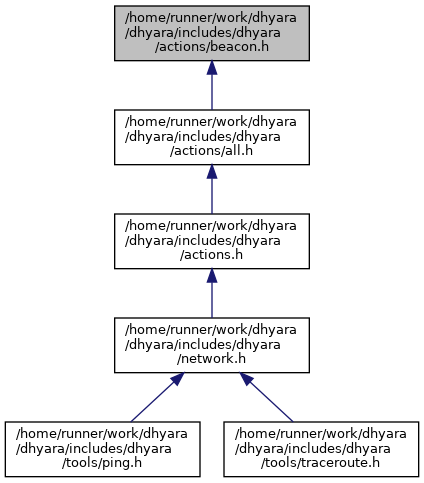 /home/runner/work/dhyara
/dhyara/includes/dhyara
/actions/beacon.h
/home/runner/work/dhyara
/dhyara/includes/dhyara
/actions/all.h
/home/runner/work/dhyara
/dhyara/includes/dhyara
/actions.h
/home/runner/work/dhyara
/dhyara/includes/dhyara
/network.h
/home/runner/work/dhyara
/dhyara/includes/dhyara
/tools/ping.h
/home/runner/work/dhyara
/dhyara/includes/dhyara
/tools/traceroute.h